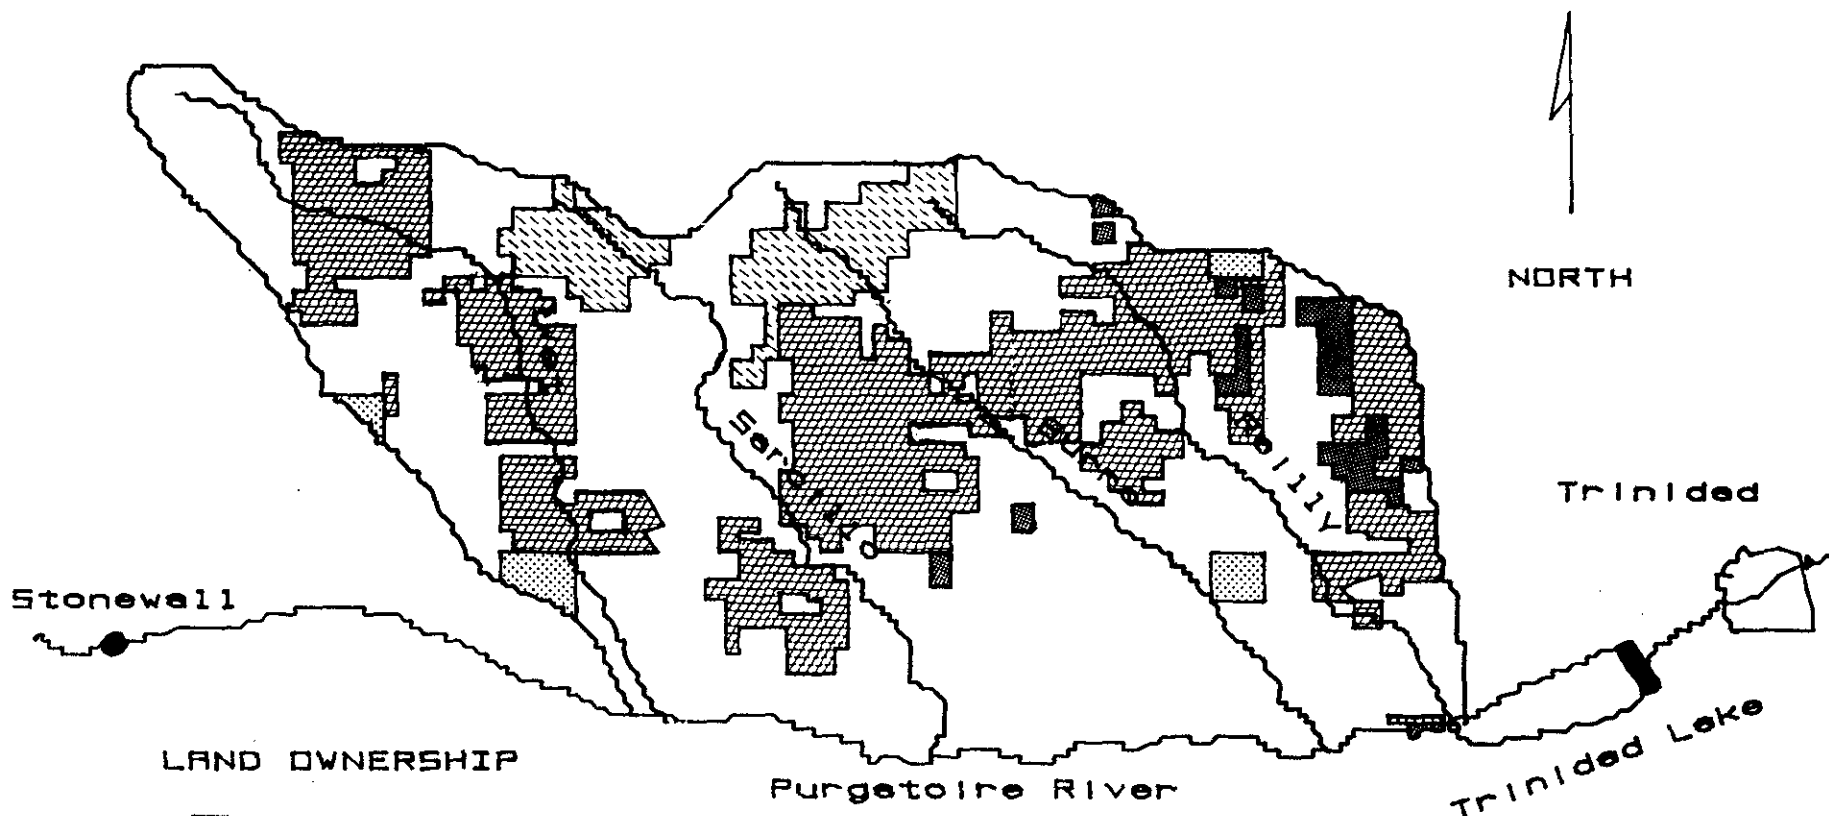 NORTH
Trinidad
Stonewall
LAND OWNERSHIP
Purgatoire River
Trinidad Lake